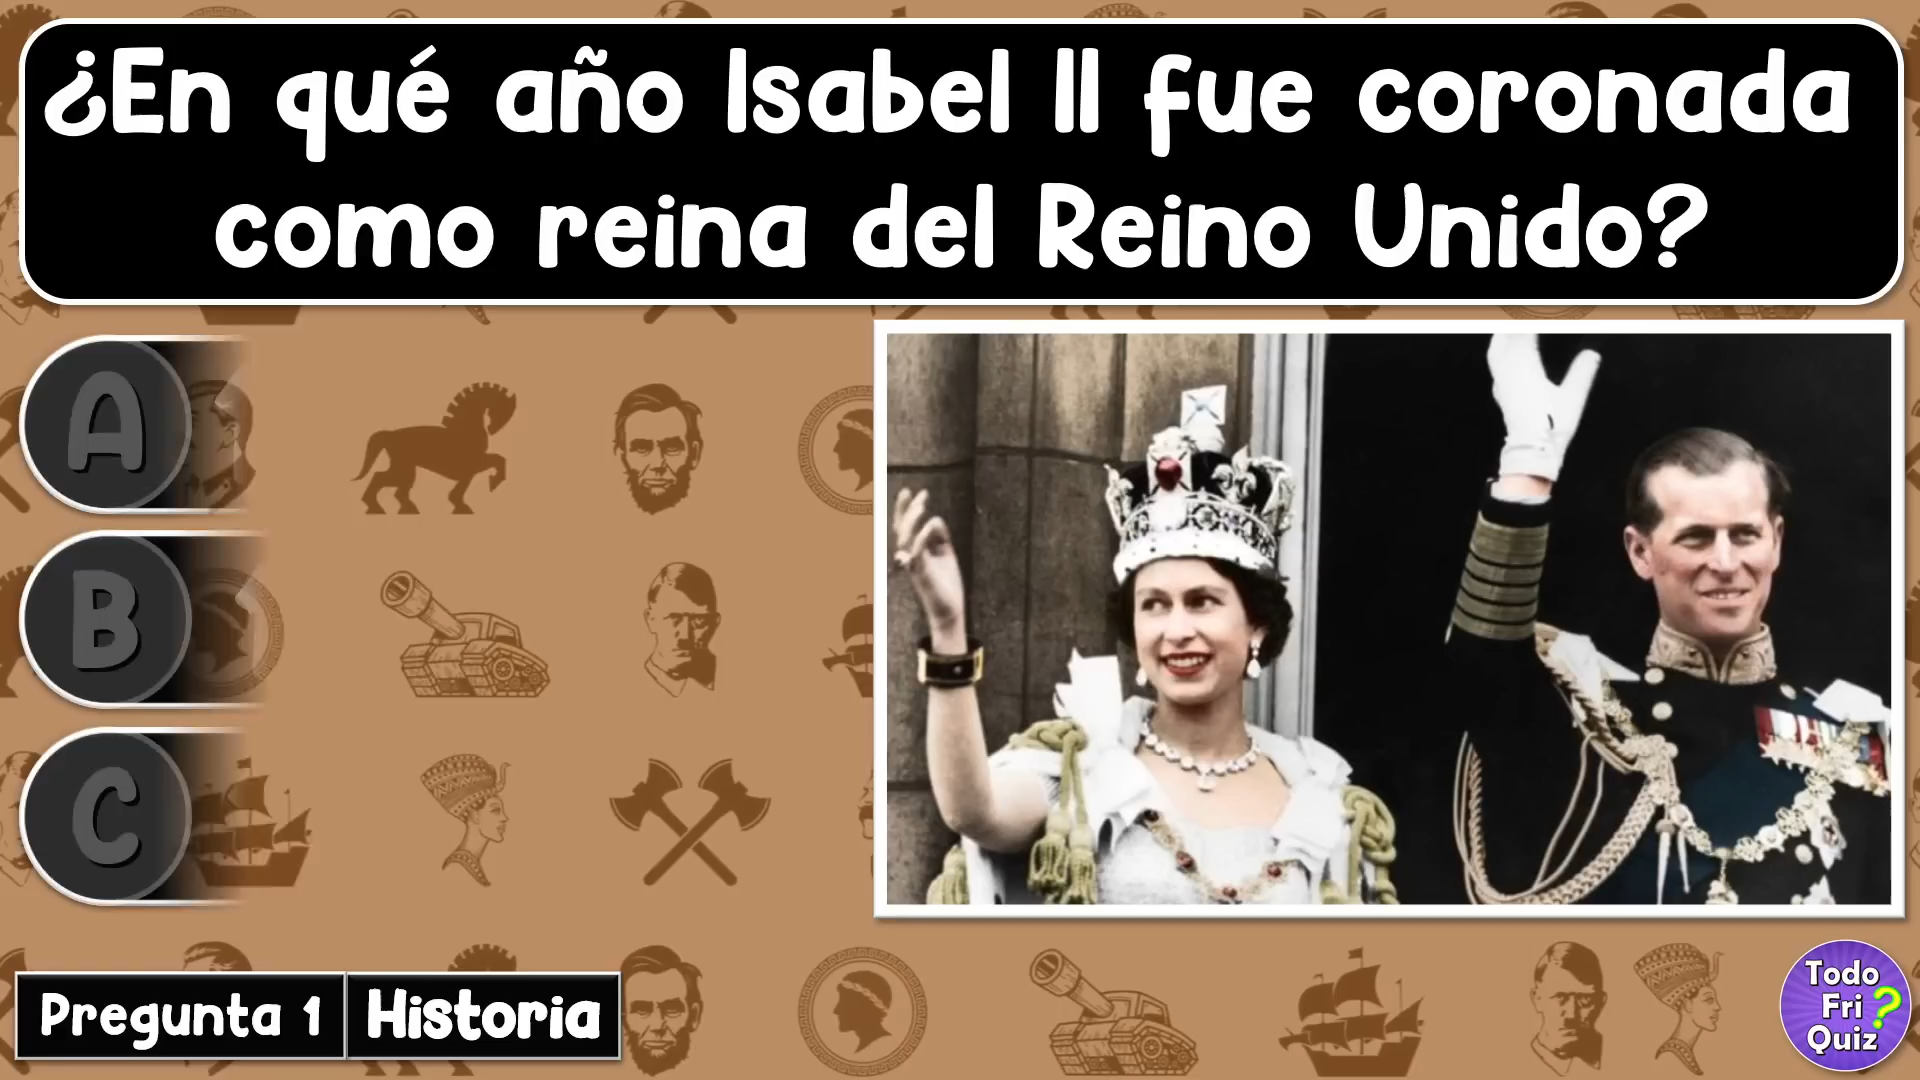 ¿En qué año Isabel II fue coronada
como reina del Reino Unido?
A
B
C
Pregunta 1
Historia
Todo
Fri
Quiz
?